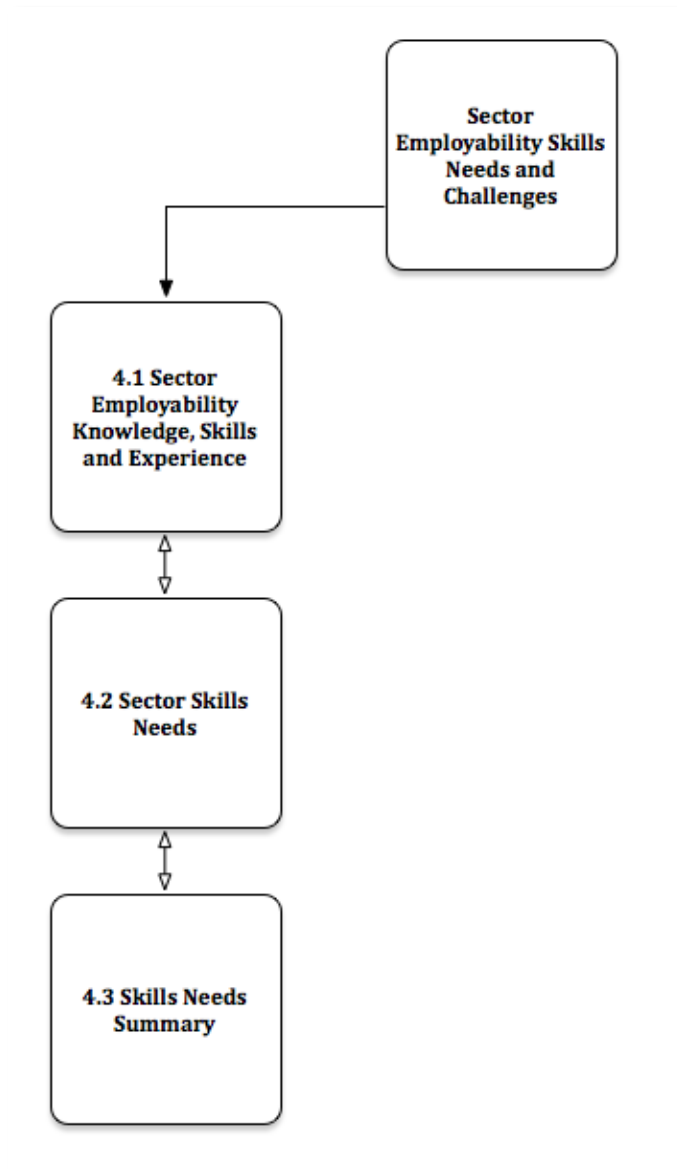 Sector
Employability Skills
Needs and
Challenges
4.1 Sector
Employability
Knowledge, Skills
and Experience
4.2 Sector Skills
Needs
4.3 Skills Needs
Summary